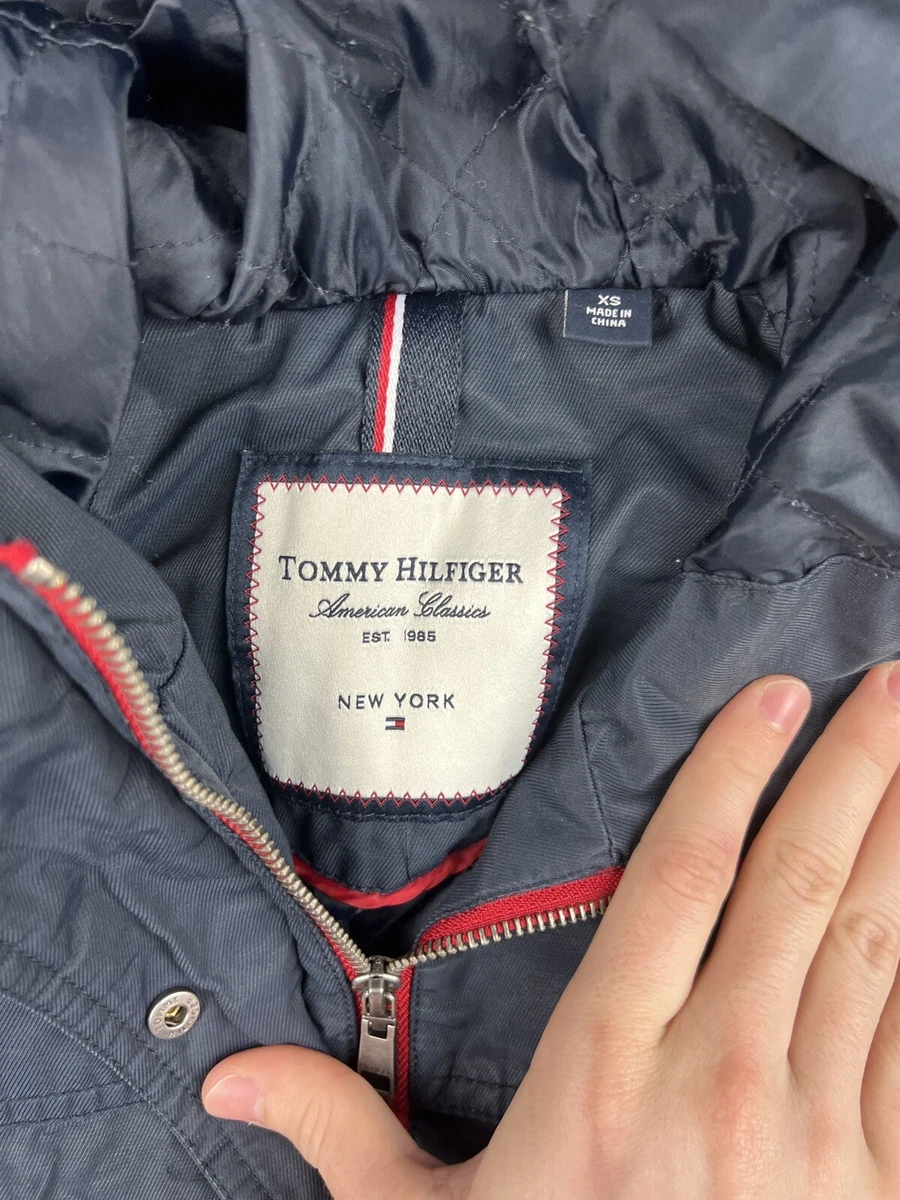 XS
MADE IN
CHINA
TOMMY HILFIGER
American Classics
EST. 1985
NEW YORK